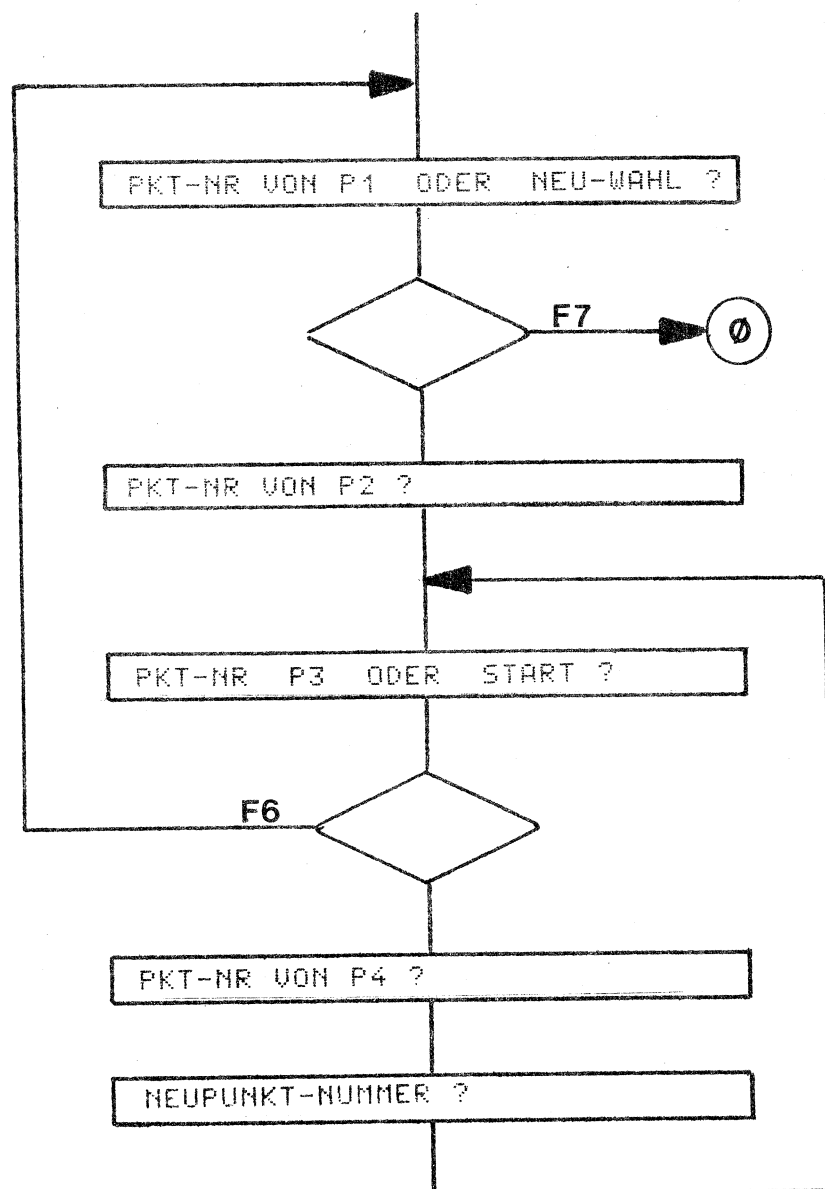 PKT-NR VON P1 ODER NEU-WAHL ?
F7
Ø
PKT-NR VON P2 ?
PKT-NR P3 ODER START ?
F6
PKT-NR VON P4 ?
NEUPUNKT-NUMMER ?